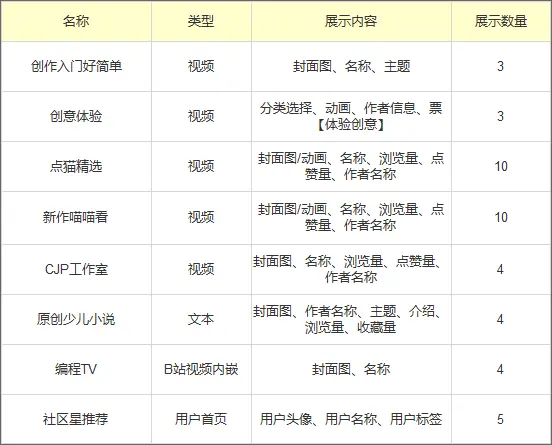 名称 类型 展示内容 展示数量
创作入门好简单 视频 封面图、名称、主题 3
创意体验 视频 分类选择、动画、作者信息、票
【体验创意】 3
点猫精选 视频 封面图/动画、名称、浏览量、点
赞量、作者名称 10
新作喵喵看 视频 封面图/动画、名称、浏览量、点
赞量、作者名称 10
CJP工作室 视频 封面图、名称、浏览量、点赞量、
作者名称 4
原创少儿小说 文本 封面图、作者名称、主题、介绍、
浏览量、收藏量 4
编程TV B站视频内嵌 封面图、名称 4
社区星推荐 用户首页 用户头像、用户名称、用户标签 5